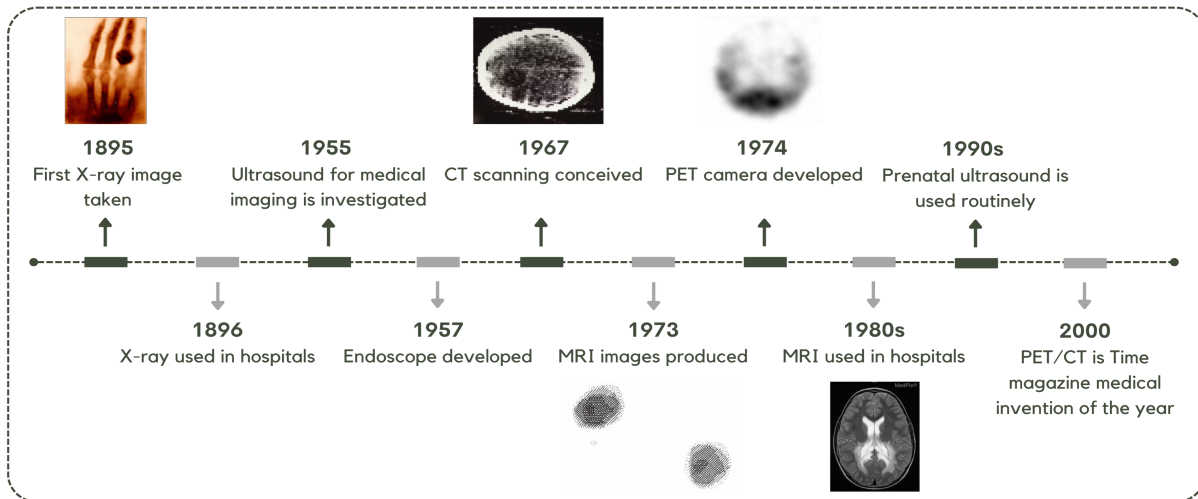 1895
First X-ray image
taken
1955
Ultrasound for medical
imaging is investigated
1967
CT scanning conceived
1974
PET camera developed
1990s
Prenatal ultrasound is
used routinely
1896
X-ray used in hospitals
1957
Endoscope developed
1973
MRI images produced
1980s
MRI used in hospitals
MedPix®
2000
PET/CT is Time
magazine medical
invention of the year